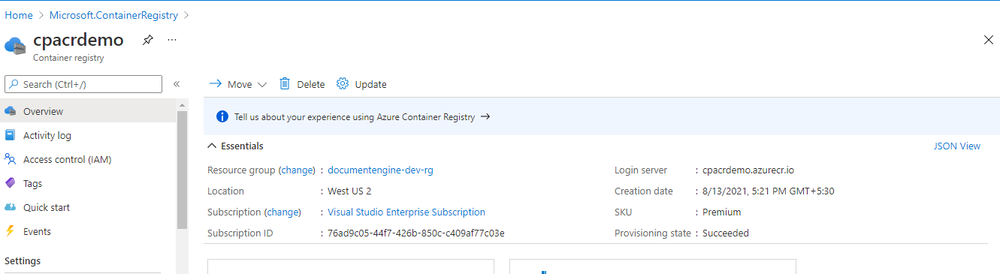 Home > Microsoft.ContainerRegistry >
cpacrdemo ...
Container registry
Search (Ctrl+/) «
Overview
Activity log
Access control (IAM)
Tags
Quick start
Events
Settings
Move Delete Update
Tell us about your experience using Azure Container Registry →
Essentials JSON View
Resource group (change) : documentengine-dev-rg
Location : West US 2
Subscription (change) : Visual Studio Enterprise Subscription
Subscription ID : 76ad9c05-44f7-426b-850c-c409af77c03e
Login server : cpacrdemo.azurecr.io
Creation date : 8/13/2021, 5:21 PM GMT+5:30
SKU : Premium
Provisioning state : Succeeded